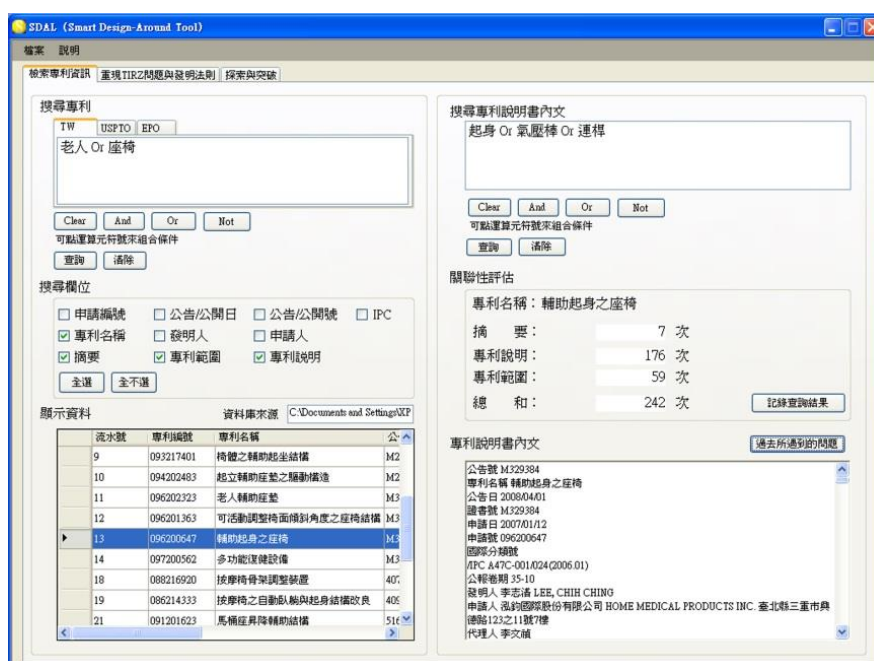 SDAL (Smart Design-Around Tool)
檔案 說明
檢索專利資訊 重現TIRZ問題與發明法則 探索與突破
搜尋專利
TW USPTO EPO
老人 Or 座椅
Clear And Or Not
可點運算元符號來組合條件
查詢 清除
搜尋欄位
申請編號 公告/公開日 公告/公開號 IPC
專利名稱 發明人 申請人
摘要 專利範圍 專利說明
全選 全不選
顯示資料 資料庫來源 C:\Documents and Settings\XP
流水號 專利編號 專利名稱 公
9 093217401 椅體之輔助起坐結構 M2
10 094202483 起立輔助座墊之驅動構造 M2
11 096202323 老人輔助座墊 M3
12 096201363 可活動調整椅面傾斜角度之座椅結構 M3
13 096200647 輔助起身之座椅 M3
14 097200562 多功能復健設備 M3
18 088216920 按摩椅骨架調整裝置 407
19 086214333 按摩椅之自動臥躺與起身結構改良 409
21 091201623 馬桶座昇降輔助結構 516
搜尋專利說明書內文
起身 Or 氣壓棒 Or 連桿
Clear And Or Not
可點運算元符號來組合條件
查詢 清除
關聯性評估
專利名稱：輔助起身之座椅
摘 要： 7 次
專利說明： 176 次
專利範圍： 59 次
總 和： 242 次 記錄查詢結果
專利說明書內文 過去所遇到的問題
公告號 M329384
專利名稱 輔助起身之座椅
公告日 2008/04/01
證書號 M329384
申請日 2007/01/12
申請號 096200647
國際分類號
/IPC A47C-001/024(2006.01)
公報卷期 35-10
發明人 李志 LEE, CHIH CHING
申請人 泓鈞國際股份有限公司 HOME MEDICAL PRODUCTS INC. 臺北縣三重市興
德路123之11號7樓
代理人 李文禎